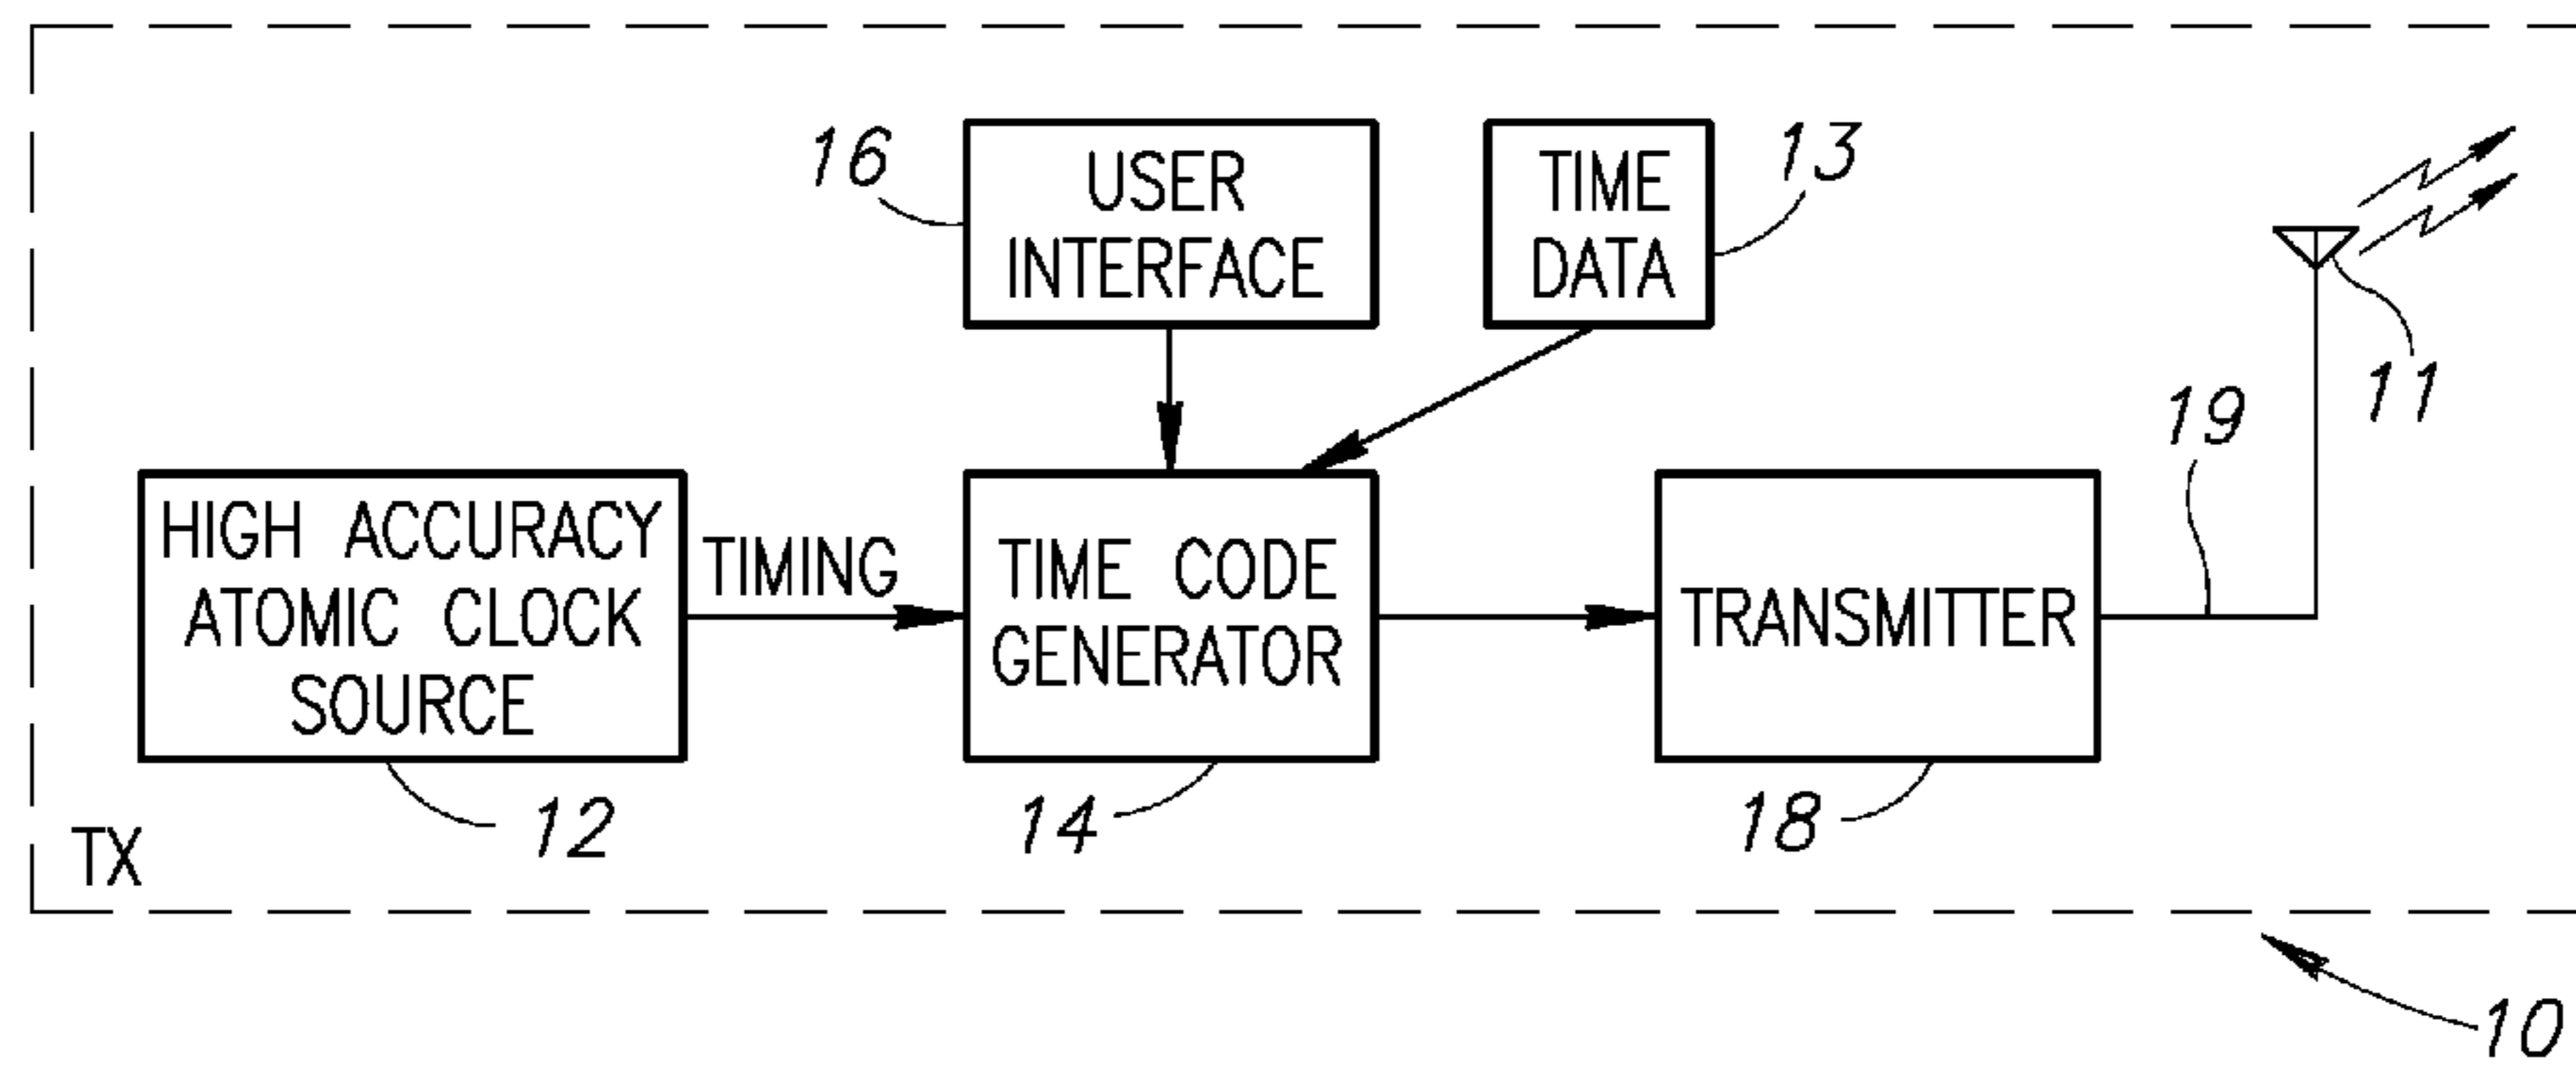 16
USER
INTERFACE
TIME
DATA
13
11
19
HIGH ACCURACY
ATOMIC CLOCK
SOURCE
TIMING
TIME CODE
GENERATOR
TRANSMITTER
12
14
18
TX
10